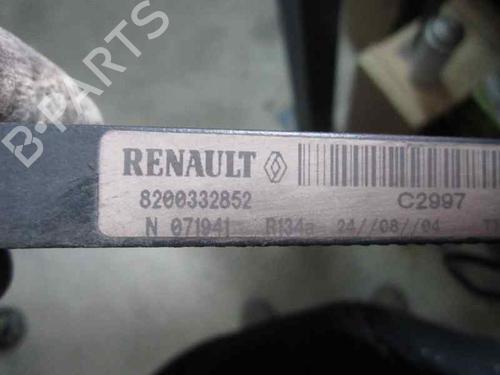 B-PARTS
RENAULT
8200332852 C2997
N 071941 R134a 24//08//04